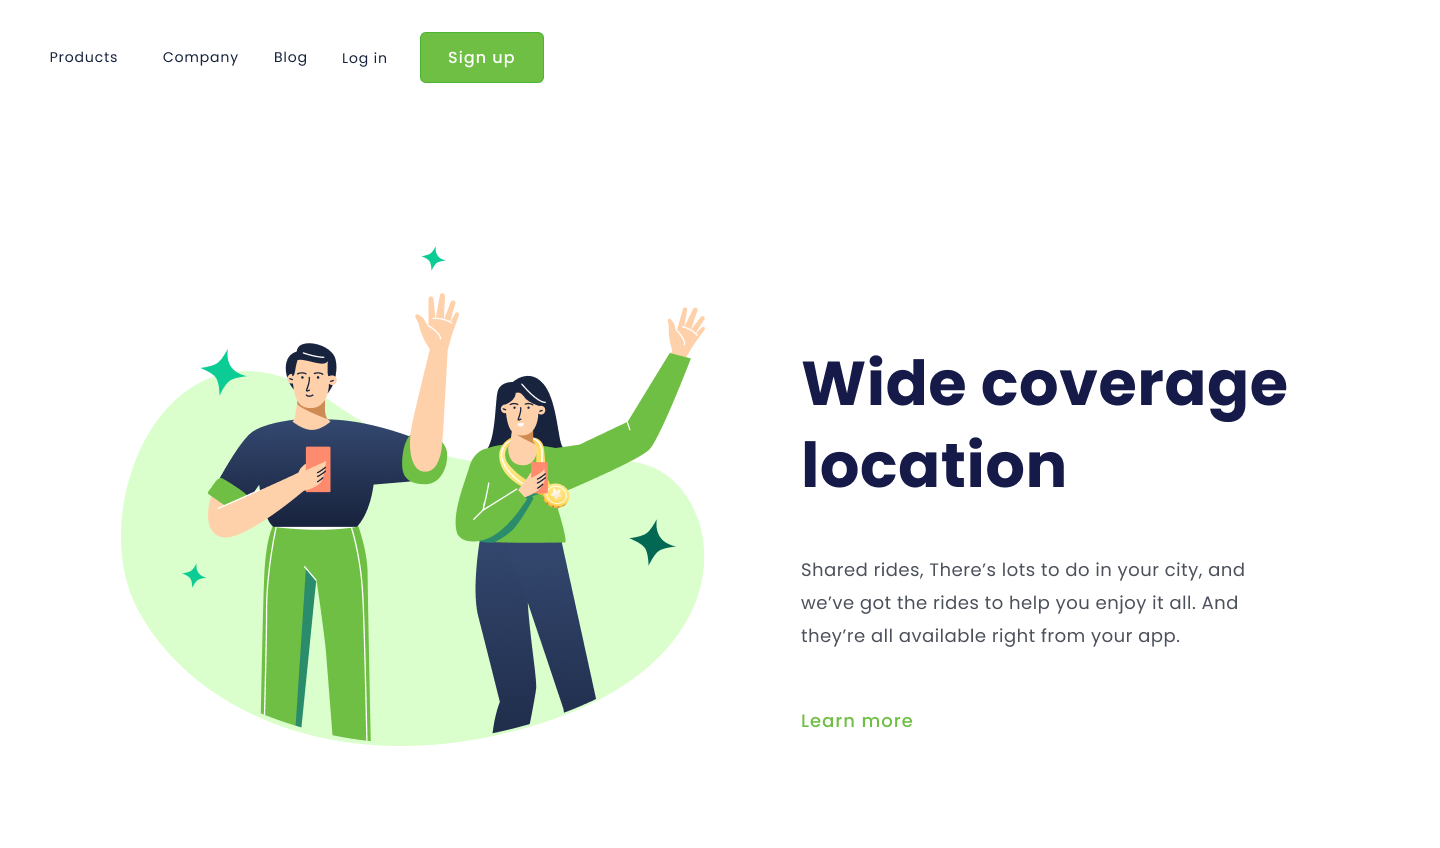 Products Company Blog Log in Sign up
Wide coverage
location
Shared rides, There’s lots to do in your city, and
we’ve got the rides to help you enjoy it all. And
they’re all available right from your app.
Learn more